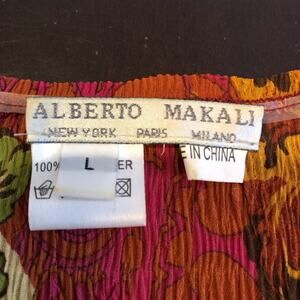 ALBERTO MAKALI
NEW YORK PARIS MILANO
100% L ER
E IN CHINA